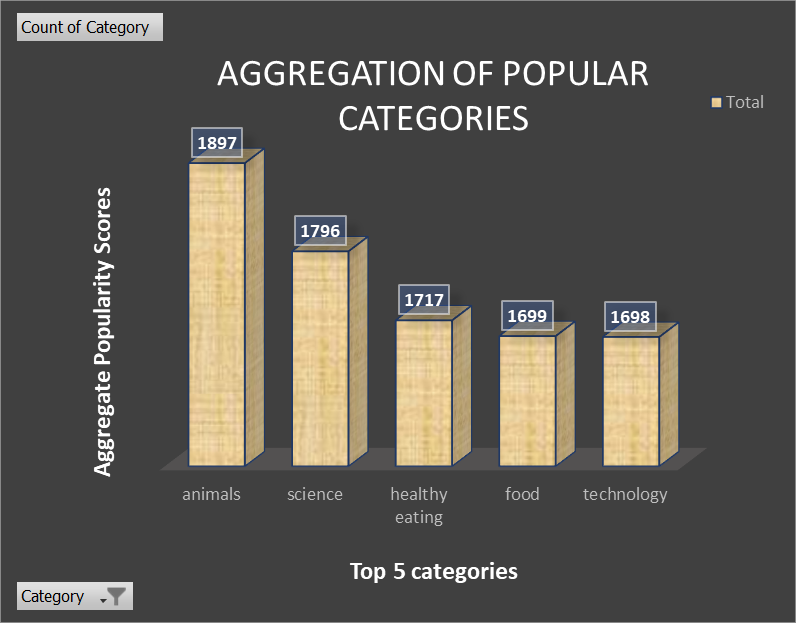 Count of Category
AGGREGATION OF POPULAR
CATEGORIES
Total
Aggregate Popularity Scores
1897
1796
1717
1699
1698
animals
science
healthy
eating
food
technology
Top 5 categories
Category